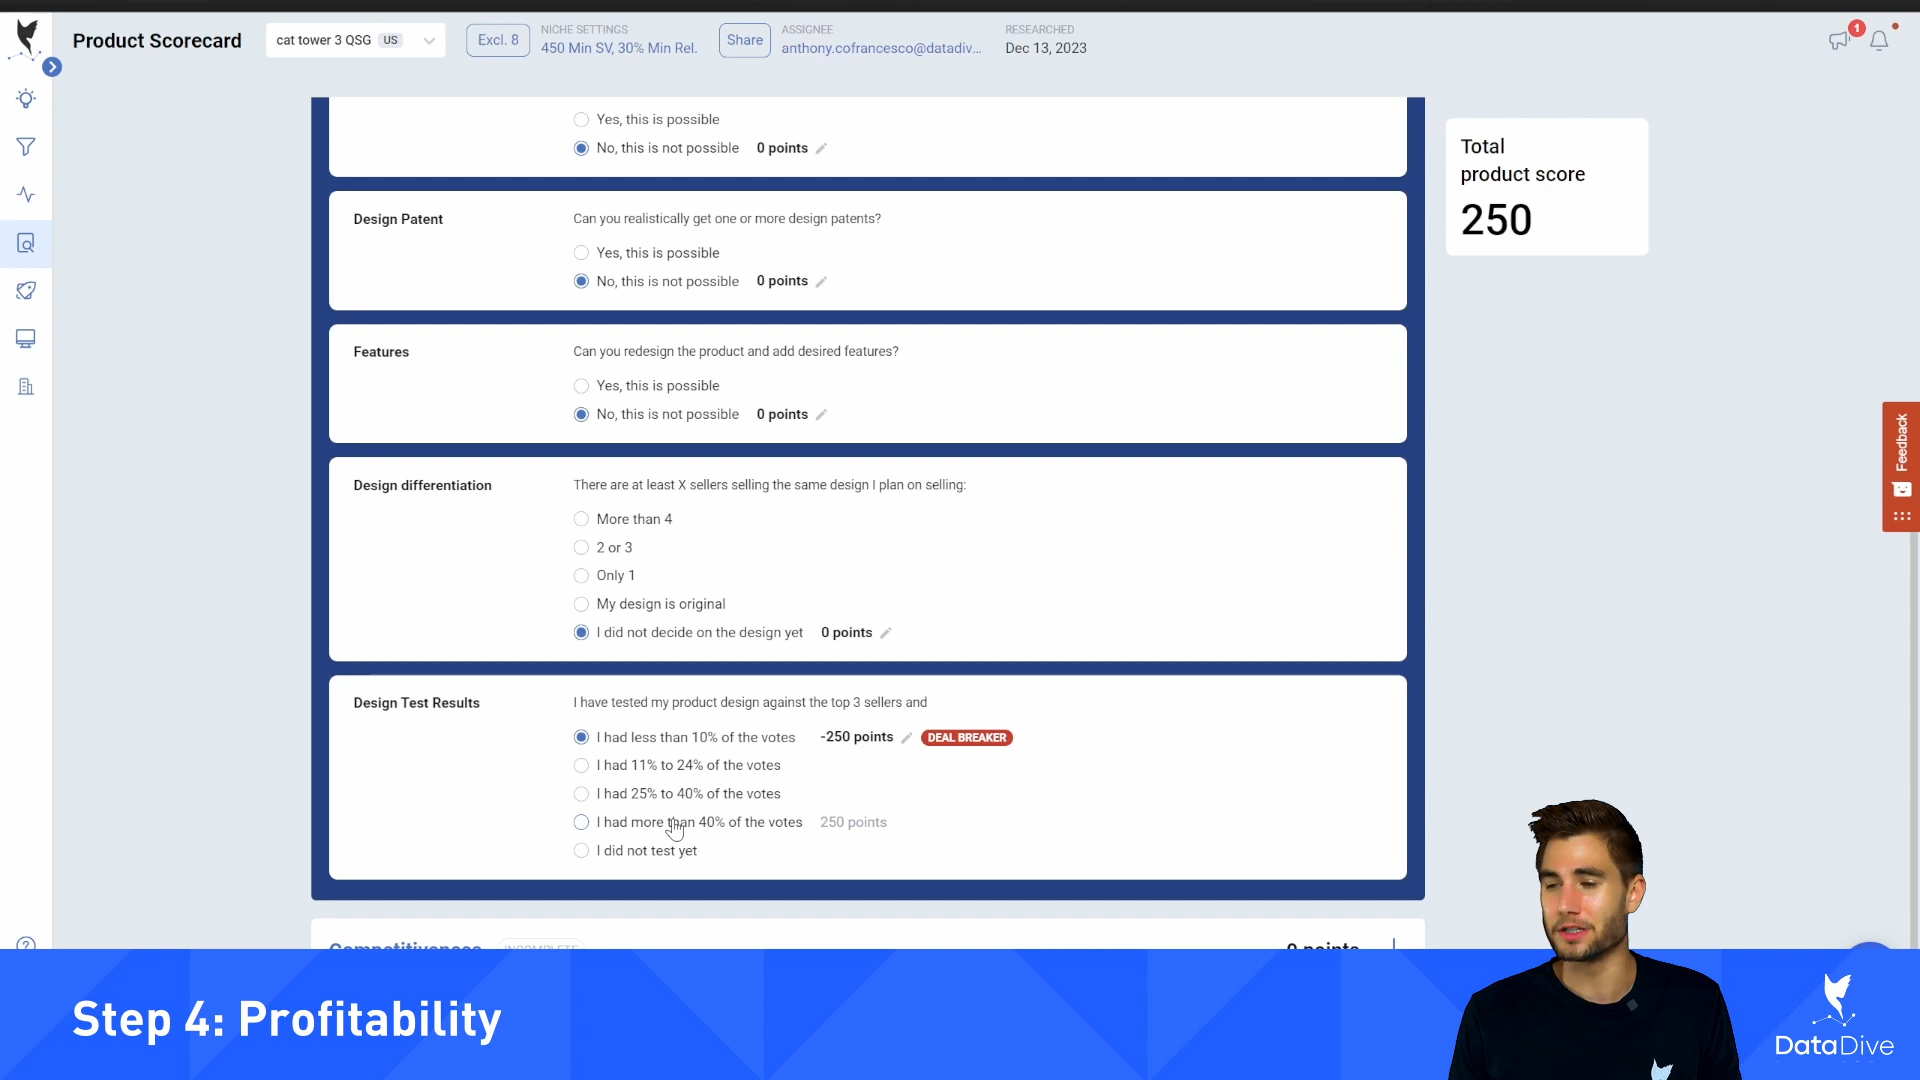 Product Scorecard
cat tower 3 QSG US
Excl. 8
NICHE SETTINGS
450 Min SV, 30% Min Rel.
Share
ASSIGNEE
anthony.cofrancesco@datadiv...
RESEARCHED
Dec 13, 2023
1
Yes, this is possible
No, this is not possible 0 points
Total
product score
250
Design Patent
Can you realistically get one or more design patents?
Yes, this is possible
No, this is not possible 0 points
Features
Can you redesign the product and add desired features?
Yes, this is possible
No, this is not possible 0 points
Feedback
Design differentiation
There are at least X sellers selling the same design I plan on selling:
More than 4
2 or 3
Only 1
My design is original
I did not decide on the design yet 0 points
Design Test Results
I have tested my product design against the top 3 sellers and
I had less than 10% of the votes -250 points DEAL BREAKER
I had 11% to 24% of the votes
I had 25% to 40% of the votes
I had more than 40% of the votes 250 points
I did not test yet
Competitiveness INCOMPLETE 0 points
Step 4: Profitability
DataDive